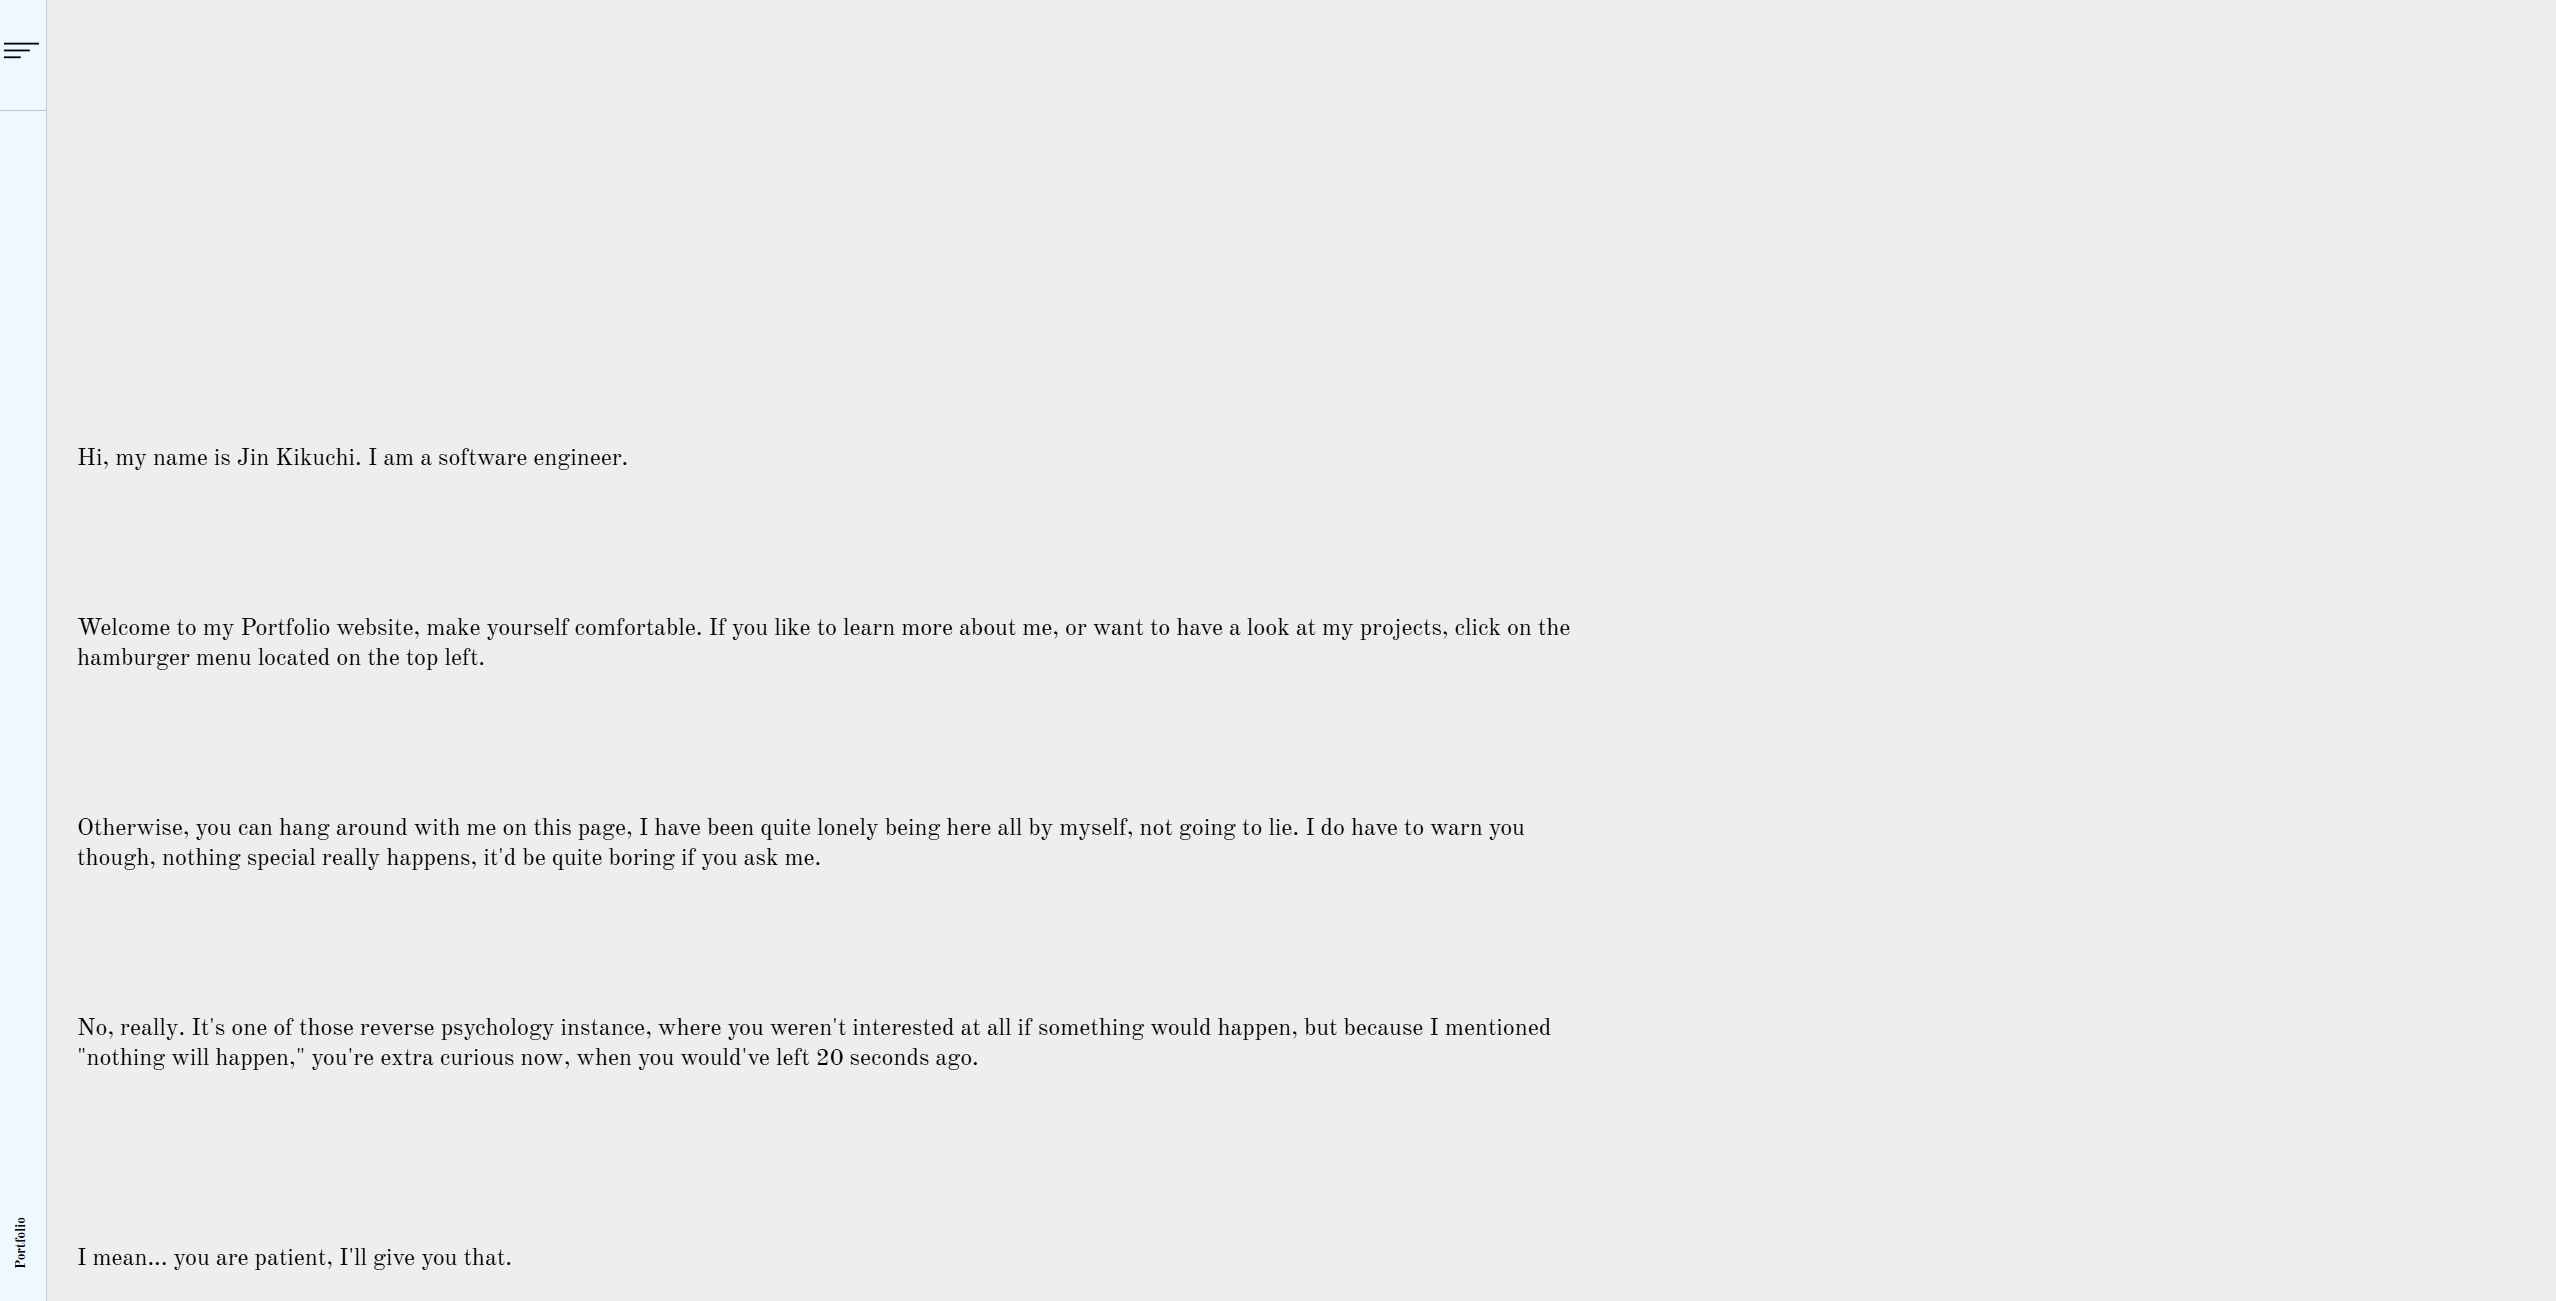 Hi, my name is Jin Kikuchi. I am a software engineer.
Welcome to my Portfolio website, make yourself comfortable. If you like to learn more about me, or want to have a look at my projects, click on the
hamburger menu located on the top left.
Otherwise, you can hang around with me on this page, I have been quite lonely being here all by myself, not going to lie. I do have to warn you
though, nothing special really happens, it'd be quite boring if you ask me.
No, really. It's one of those reverse psychology instance, where you weren't interested at all if something would happen, but because I mentioned
"nothing will happen," you're extra curious now, when you would've left 20 seconds ago.
I mean... you are patient, I'll give you that.
Portfolio